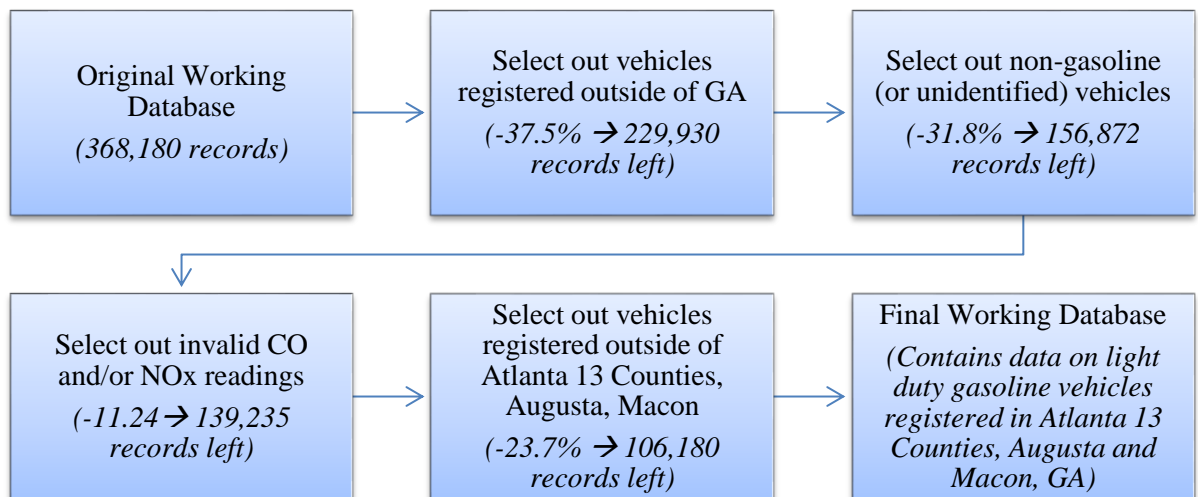 Original Working
Database
(368,180 records)
Select out vehicles
registered outside of GA
(-37.5% → 229,930
records left)
Select out non-gasoline
(or unidentified) vehicles
(-31.8% → 156,872
records left)
Select out invalid CO
and/or NOx readings
(-11.24→ 139,235
records left)
Select out vehicles
registered outside of
Atlanta 13 Counties,
Augusta, Macon
(-23.7% → 106,180
records left)
Final Working Database
(Contains data on light
duty gasoline vehicles
registered in Atlanta 13
Counties, Augusta and
Macon, GA)